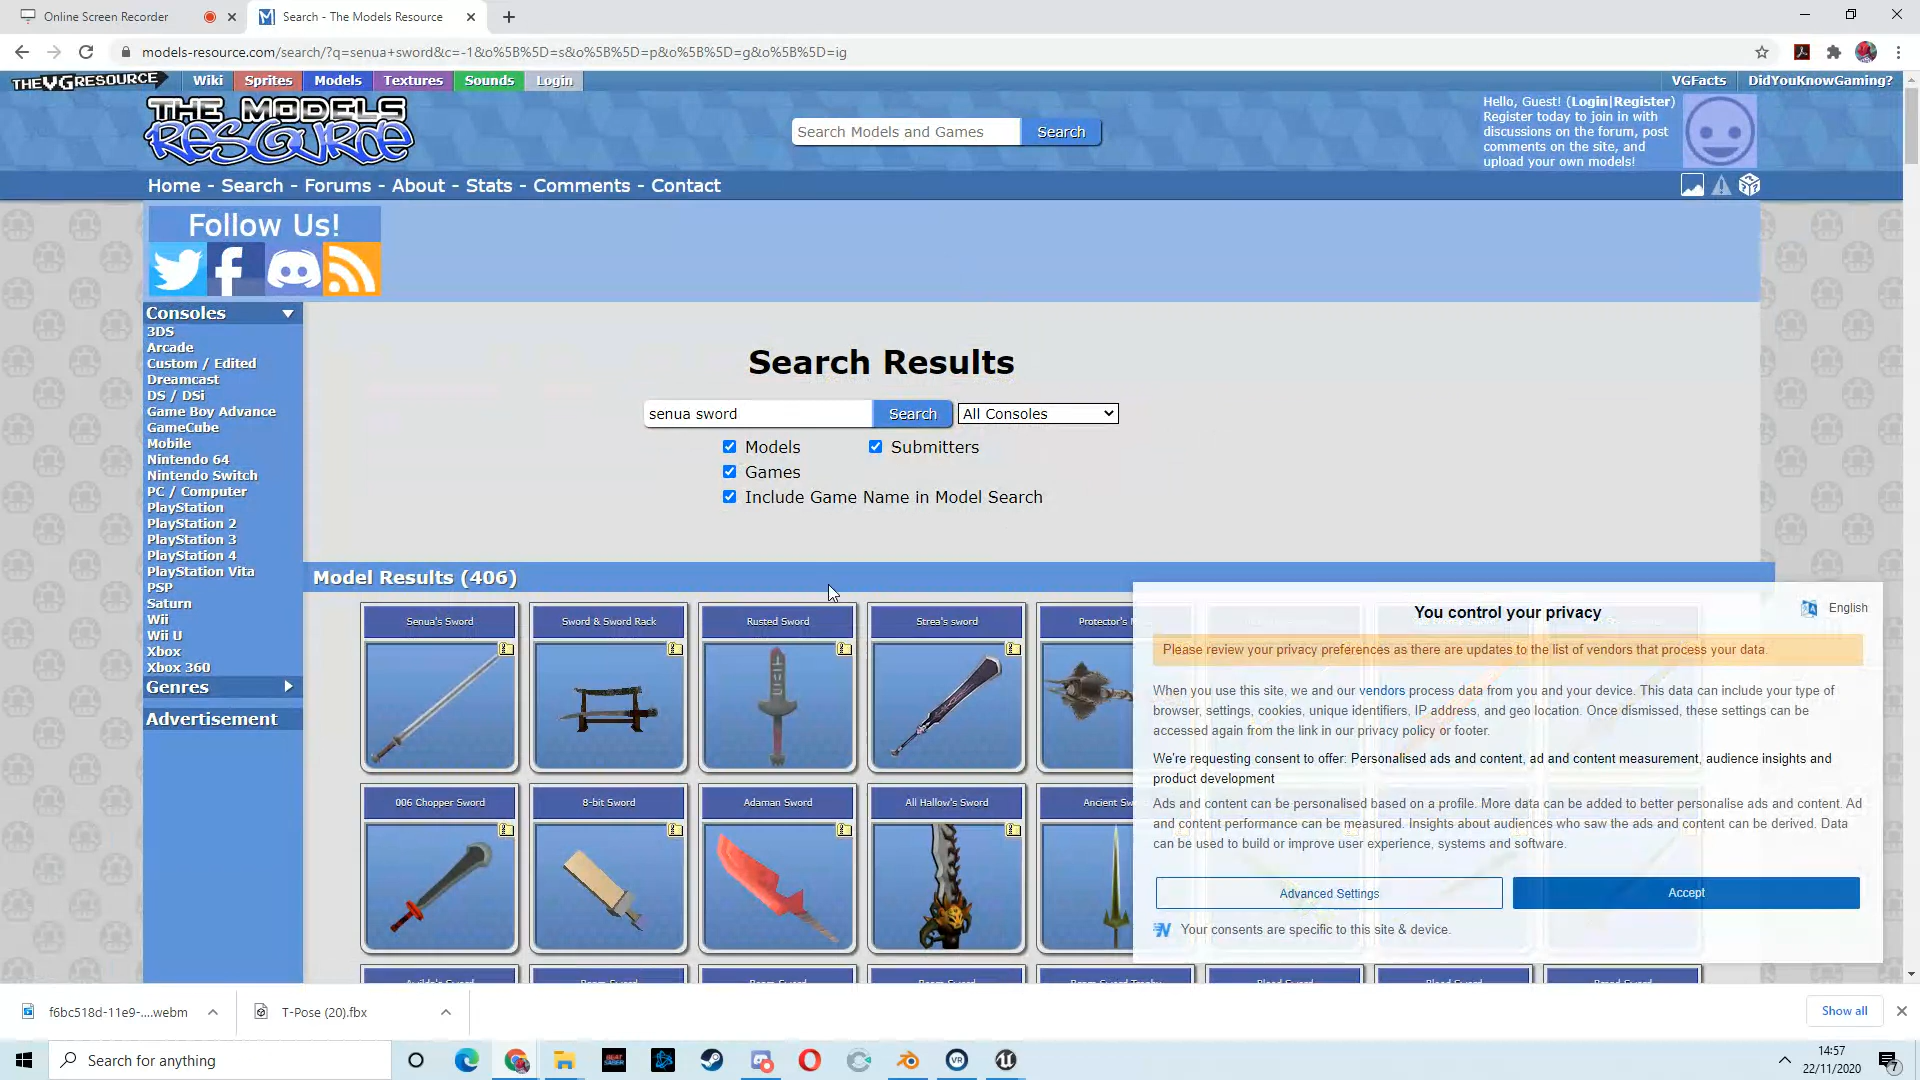 Online Screen Recorder
Search - The Models Resource
models-resource.com/search/?q=senua+sword&c=-1&o%5B%5D=s&o%5B%5D=p&o%5B%5D=g&o%5B%5D=ig
THE VG RESOURCE
Wiki
Sprites
Models
Textures
Sounds
Login
VGFacts
DidYouKnowGaming?
THE MODELS
RESOURCE
Search Models and Games
Search
Hello, Guest! (Login|Register)
Register today to join in with
discussions on the forum, post
comments on the site, and
upload your own models!
Home - Search - Forums - About - Stats - Comments - Contact
Follow Us!
Consoles
3DS
Arcade
Custom / Edited
Dreamcast
DS / DSi
Game Boy Advance
GameCube
Mobile
Nintendo 64
Nintendo Switch
PC / Computer
PlayStation
PlayStation 2
PlayStation 3
PlayStation 4
PlayStation Vita
PSP
Saturn
Wii
Wii U
Xbox
Xbox 360
Genres
Advertisement
Search Results
senua sword
Search
All Consoles
Models
Submitters
Games
Include Game Name in Model Search
Model Results (406)
Senua's Sword
Sword & Sword Rack
Rusted Sword
Strea's sword
Protector's
006 Chopper Sword
8-bit Sword
Adaman Sword
All Hallow's Sword
Ancient Sw
You control your privacy
English
Please review your privacy preferences as there are updates to the list of vendors that process your data.
When you use this site, we and our vendors process data from you and your device. This data can include your type of
browser, settings, cookies, unique identifiers, IP address, and geo location. Once dismissed, these settings can be
accessed again from the link in our privacy policy or footer.
We're requesting consent to offer: Personalised ads and content, ad and content measurement, audience insights and
product development
Ads and content can be personalised based on a profile. More data can be added to better personalise ads and content. Ad
and content performance can be measured. Insights about audiences who saw the ads and content can be derived. Data
can be used to build or improve user experience, systems and software.
Advanced Settings
Accept
Your consents are specific to this site & device.
f6bc518d-11e9-....webm
T-Pose (20).fbx
Show all
Search for anything
BEAT
SABER
VR
14:57
22/11/2020
7